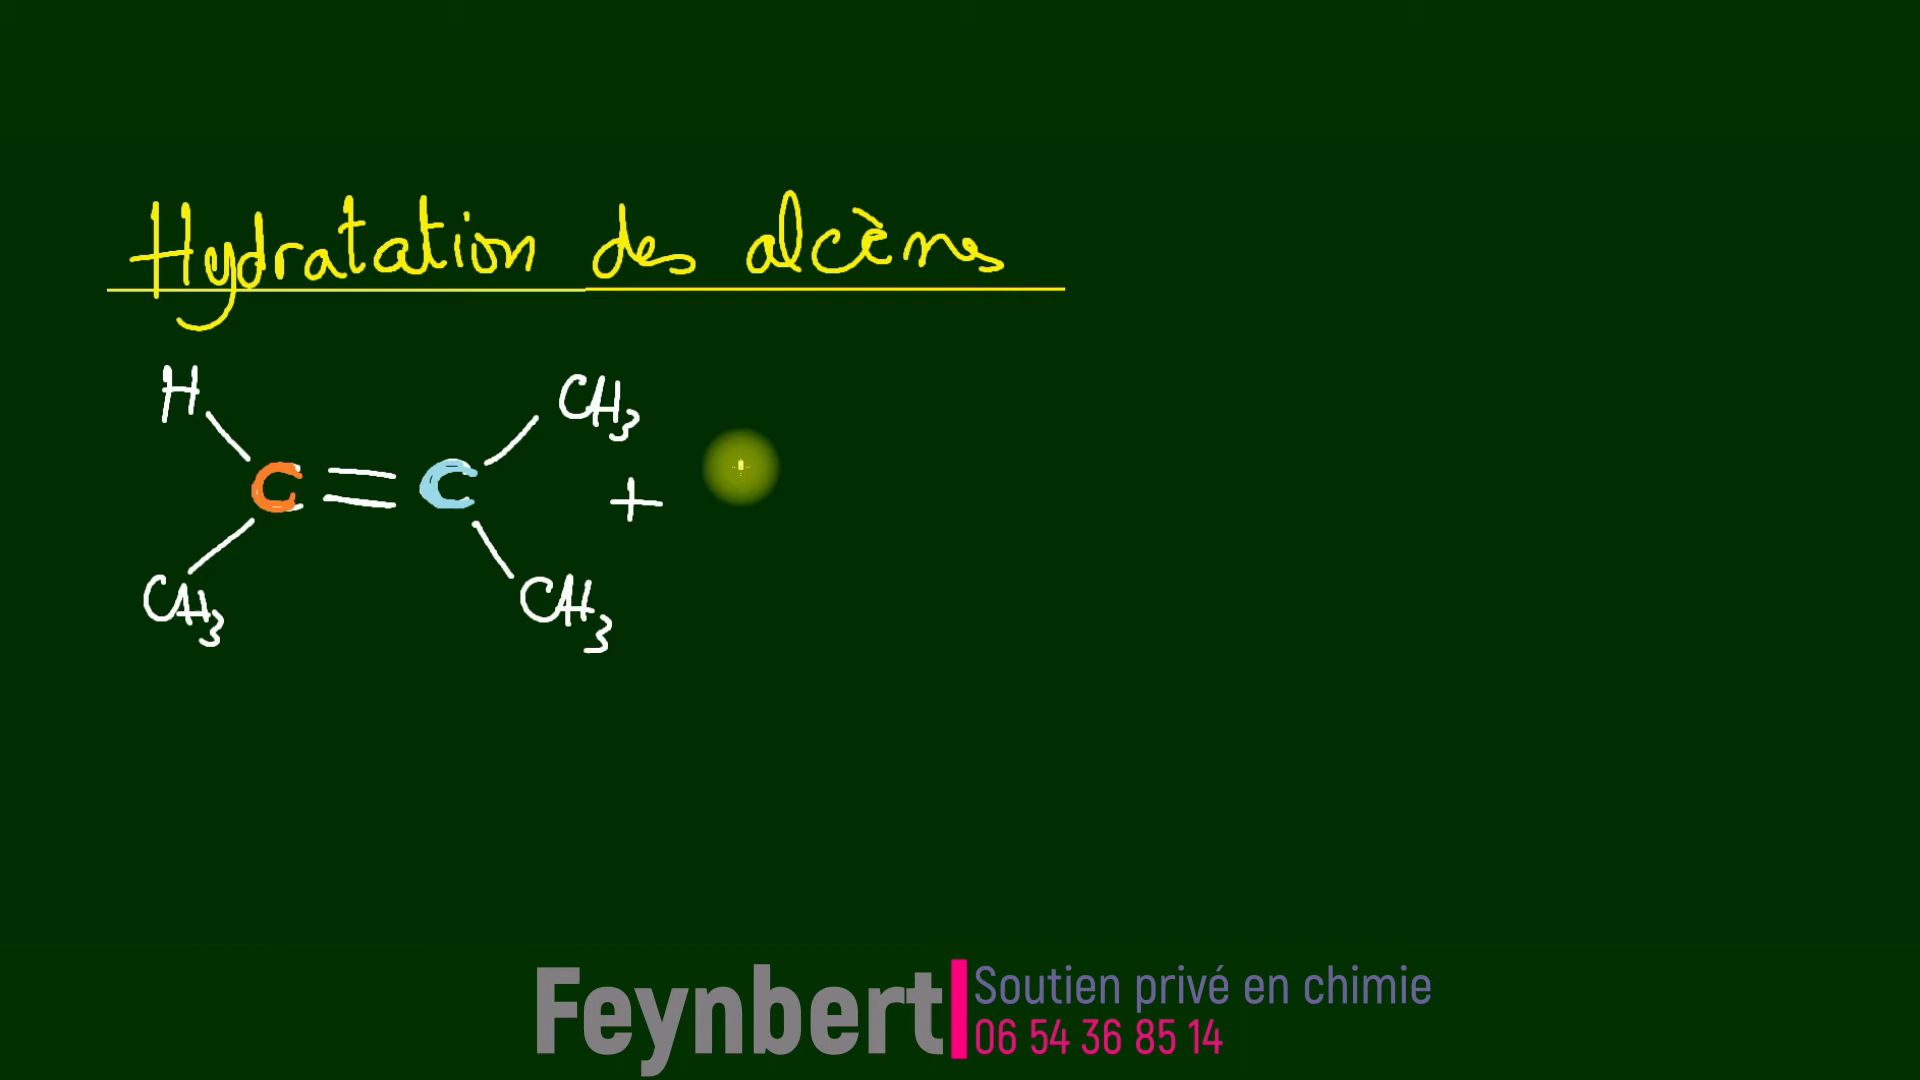 Hydratation des alcènes
H
CH3
C = C +
CH3
CH3
Feynbert
Soutien privé en chimie
06 54 36 85 14